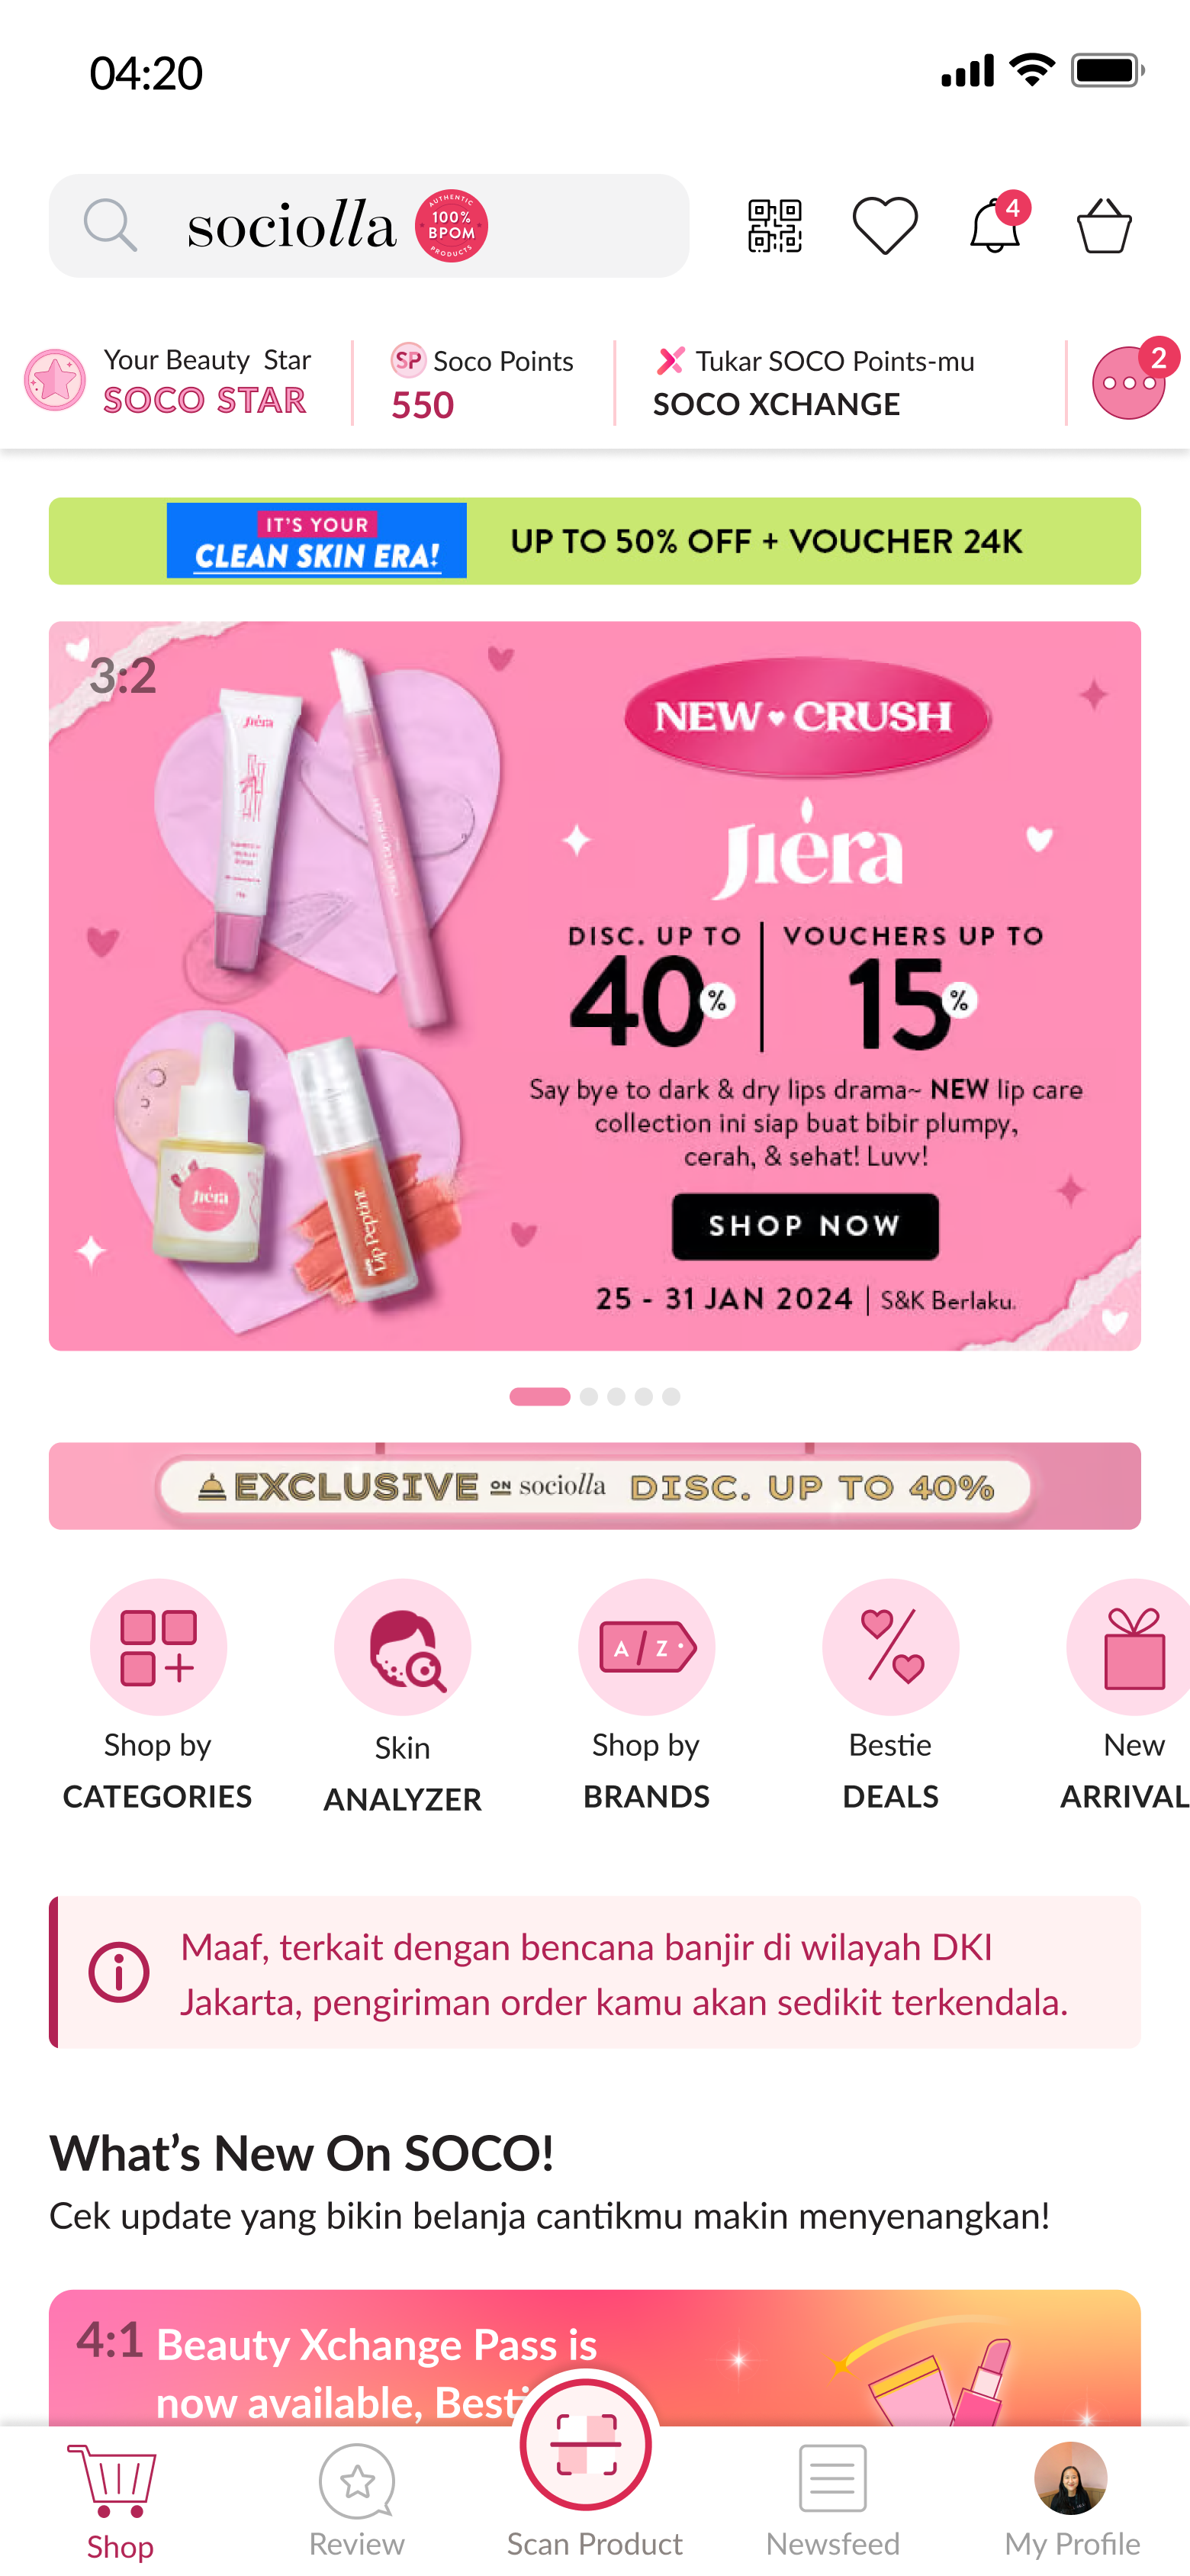 04:20
sociolla
AUTHENTIC
100%
BPOM
PRODUCTS
4
Your Beauty Star
SOCO STAR
SP Soco Points
550
Tukar SOCO Points-mu
SOCO XCHANGE
2
IT'S YOUR
CLEAN SKIN ERA!
UP TO 50% OFF + VOUCHER 24K
3:2
NEW CRUSH
Jiera
Jiera
DISC. UP TO
40%
VOUCHERS UP TO
15%
Say bye to dark & dry lips drama~ NEW lip care
collection ini siap buat bibir plumpy,
cerah, & sehat! Luvv!
Jiera
Lip Peptint
SHOP NOW
25 - 31 JAN 2024 | S&K Berlaku.
EXCLUSIVE ON sociolla DISC. UP TO 40%
A / Z
Shop by
CATEGORIES
Skin
ANALYZER
Shop by
BRANDS
Bestie
DEALS
New
ARRIVAL
Maaf, terkait dengan bencana banjir di wilayah DKI
Jakarta, pengiriman order kamu akan sedikit terkendala.
What's New On SOCO!
Cek update yang bikin belanja cantikmu makin menyenangkan!
4:1
Beauty Xchange Pass is
now available, Besti
Shop
Review
Scan Product
Newsfeed
My Profile